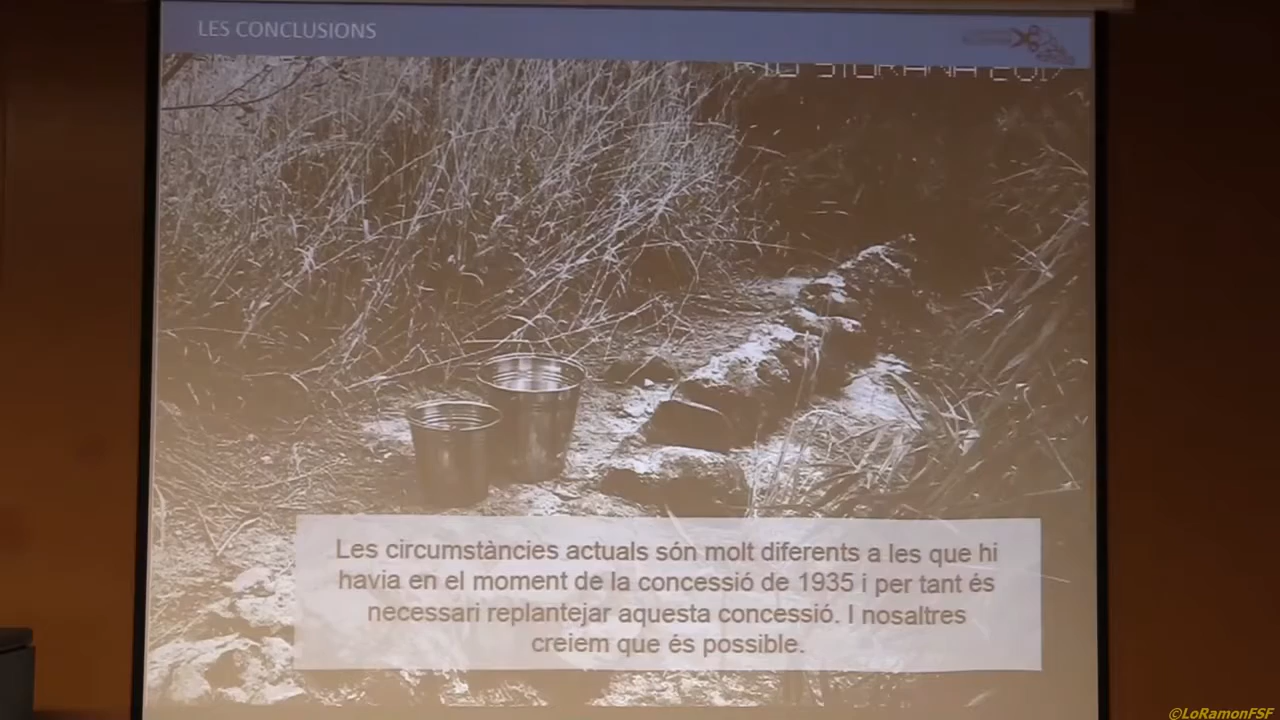 LES CONCLUSIONS
Les circumstàncies actuals són molt diferents a les que hi
havia en el moment de la concessió de 1935 i per tant és
necessari replantejar aquesta concessió. I nosaltres
creiem que és possible.
©LoRamonFSF